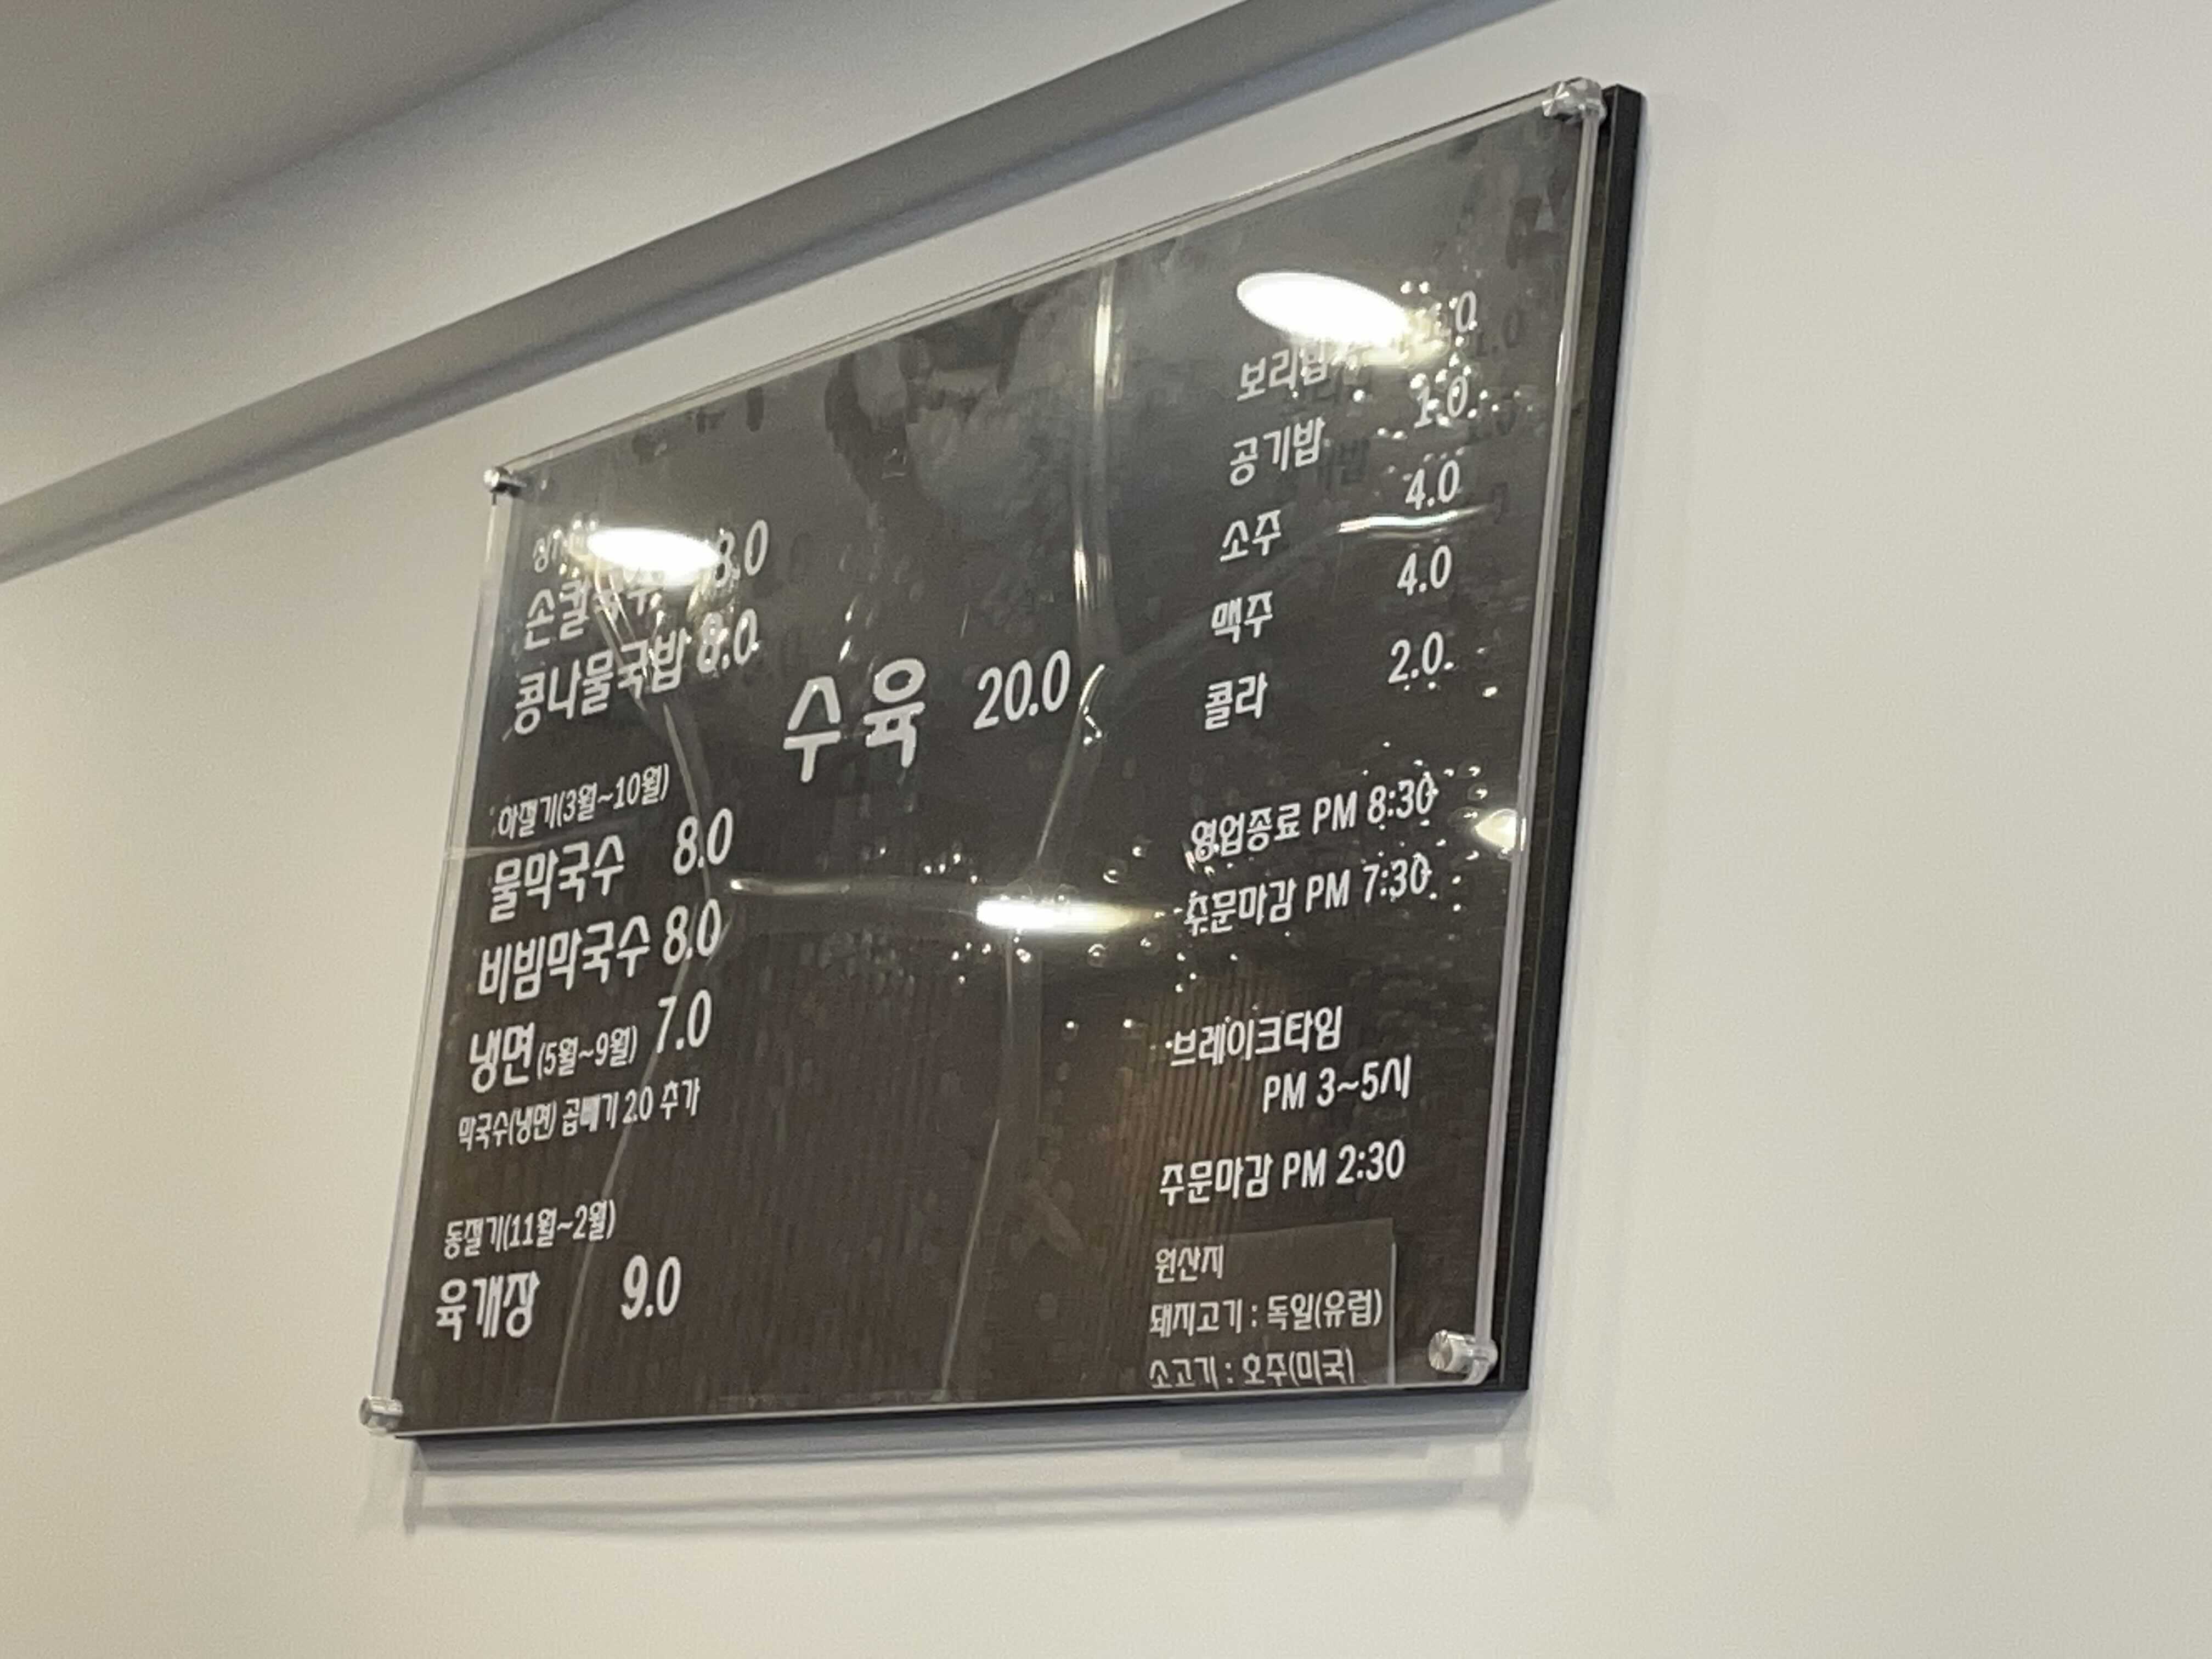 손칼국수 8.0
콩나물국밥 8.0
하절기(3월~10월)
물막국수 8.0
비빔막국수 8.0
냉면(5월~9월) 7.0
막국수(냉면) 곱빼기 2.0 추가
동절기(11월~2월)
육개장 9.0
수육 20.0
보리밥
공기밥 1.0
소주 4.0
맥주 4.0
콜라 2.0
영업종료 PM 8:30
주문마감 PM 7:30
브레이크타임
PM 3~5시
주문마감 PM 2:30
원산지
돼지고기 : 독일(유럽)
소고기 : 호주(미국)